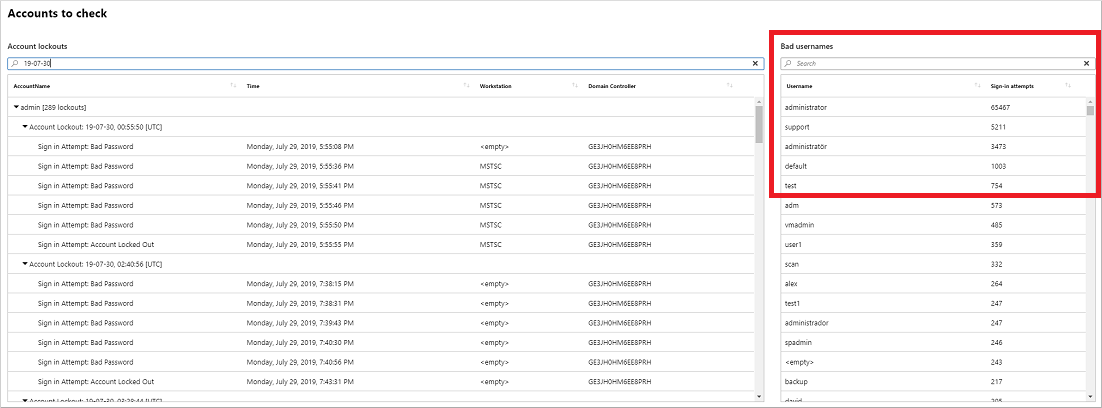 Accounts to check
Account lockouts
19-07-30
AccountName Time Workstation Domain Controller
admin [289 lockouts]
Account Lockout: 19-07-30, 00:55:50 [UTC]
Sign in Attempt: Bad Password Monday, July 29, 2019, 5:55:08 PM <empty> GE3JH0HM6EE8PRH
Sign in Attempt: Bad Password Monday, July 29, 2019, 5:55:36 PM MSTSC GE3JH0HM6EE8PRH
Sign in Attempt: Bad Password Monday, July 29, 2019, 5:55:41 PM MSTSC GE3JH0HM6EE8PRH
Sign in Attempt: Bad Password Monday, July 29, 2019, 5:55:46 PM MSTSC GE3JH0HM6EE8PRH
Sign in Attempt: Bad Password Monday, July 29, 2019, 5:55:50 PM MSTSC GE3JH0HM6EE8PRH
Sign in Attempt: Account Locked Out Monday, July 29, 2019, 5:55:55 PM MSTSC GE3JH0HM6EE8PRH
Account Lockout: 19-07-30, 02:40:56 [UTC]
Sign in Attempt: Bad Password Monday, July 29, 2019, 7:38:15 PM <empty> GE3JH0HM6EE8PRH
Sign in Attempt: Bad Password Monday, July 29, 2019, 7:38:31 PM <empty> GE3JH0HM6EE8PRH
Sign in Attempt: Bad Password Monday, July 29, 2019, 7:39:43 PM <empty> GE3JH0HM6EE8PRH
Sign in Attempt: Bad Password Monday, July 29, 2019, 7:40:30 PM <empty> GE3JH0HM6EE8PRH
Sign in Attempt: Bad Password Monday, July 29, 2019, 7:40:56 PM <empty> GE3JH0HM6EE8PRH
Sign in Attempt: Account Locked Out Monday, July 29, 2019, 7:43:31 PM <empty> GE3JH0HM6EE8PRH
Account Lockout: 19-07-30, 03:28:44 [UTC]
Bad usernames
Search
Username Sign-in attempts
administrator 65467
support 5211
administratör 3473
default 1003
test 754
adm 573
vmadmin 485
user1 359
scan 332
alex 264
test1 247
administrador 247
spadmin 246
<empty> 243
backup 217
david 205